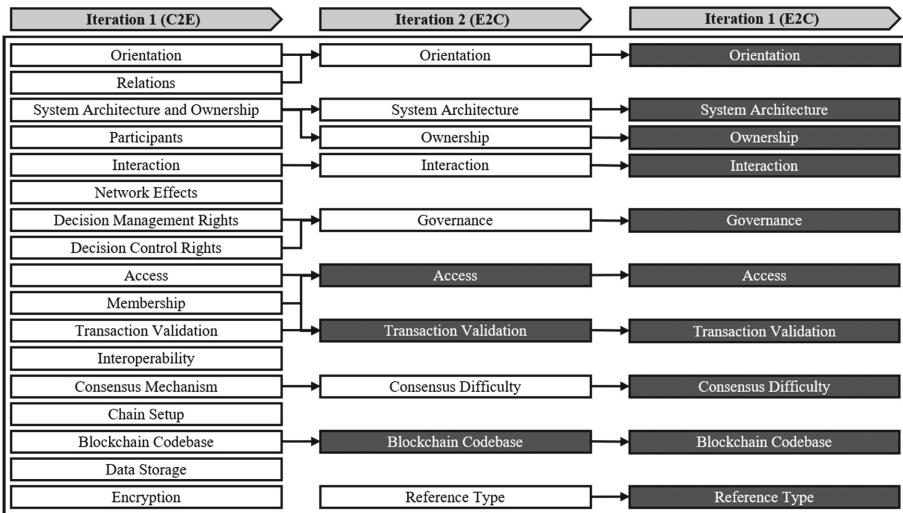 Iteration 1 (C2E) Iteration 2 (E2C) Iteration 1 (E2C)
Orientation Orientation Orientation
Relations
System Architecture and Ownership System Architecture System Architecture
Participants Ownership Ownership
Interaction Interaction Interaction
Network Effects
Decision Management Rights Governance Governance
Decision Control Rights
Access Access Access
Membership
Transaction Validation Transaction Validation Transaction Validation
Interoperability
Consensus Mechanism Consensus Difficulty Consensus Difficulty
Chain Setup
Blockchain Codebase Blockchain Codebase Blockchain Codebase
Data Storage
Encryption Reference Type Reference Type